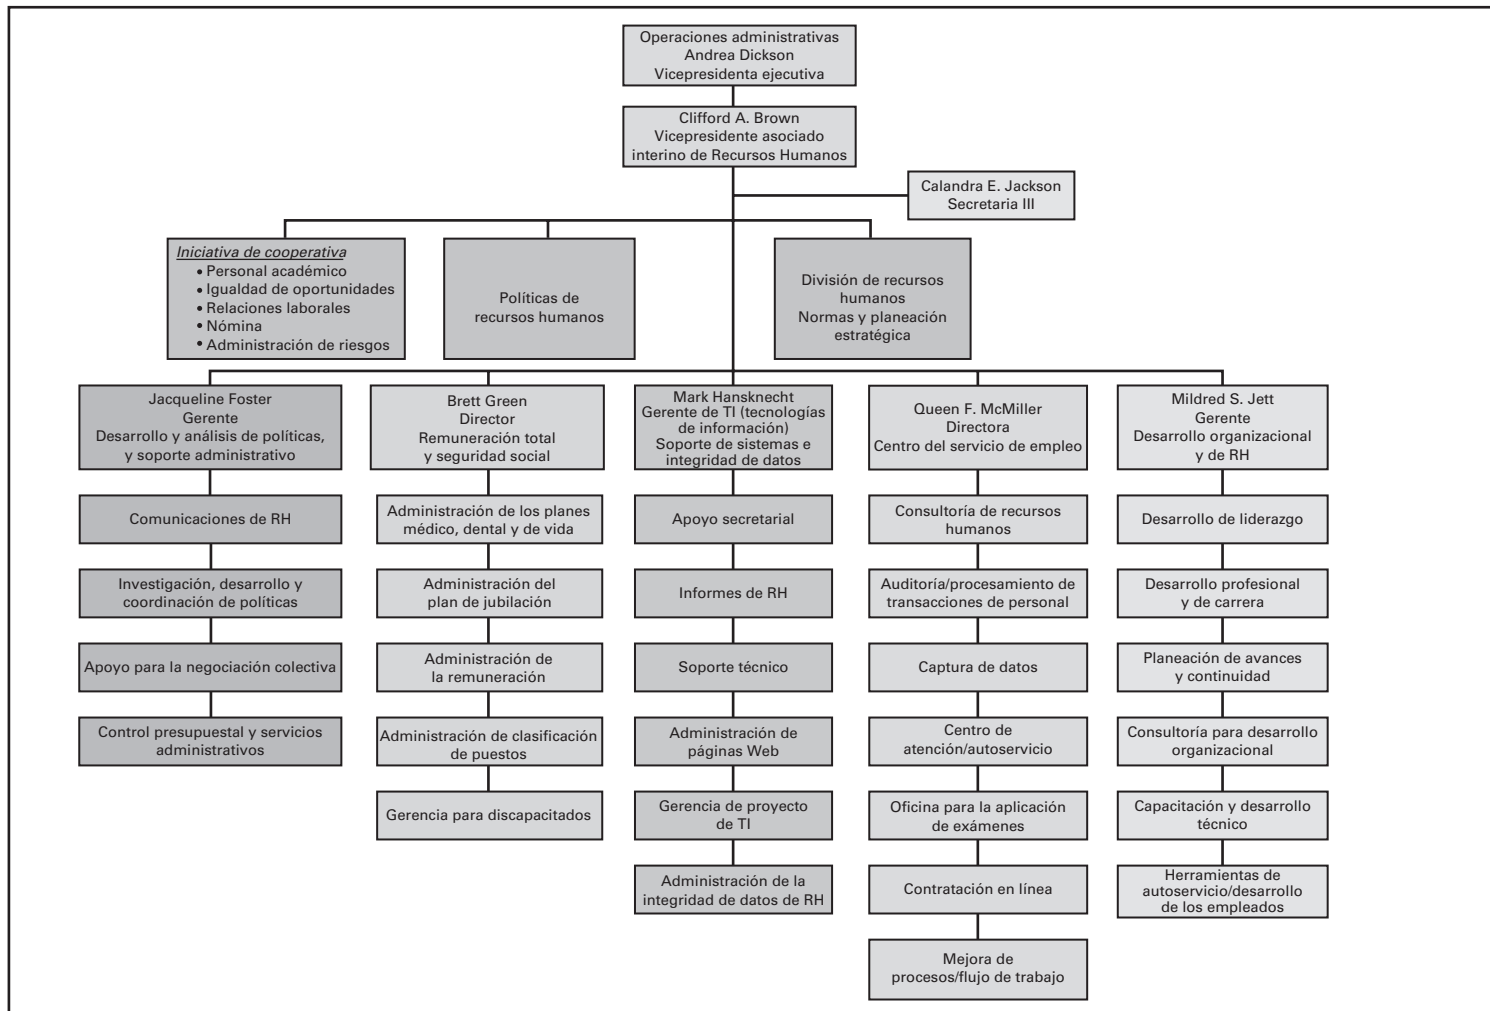 Operaciones administrativas
Andrea Dickson
Vicepresidenta ejecutiva
Clifford A. Brown
Vicepresidente asociado
interino de Recursos Humanos
Calandra E. Jackson
Secretaria III
Iniciativa de cooperativa
• Personal académico
• Igualdad de oportunidades
• Relaciones laborales
• Nómina
• Administración de riesgos
Políticas de
recursos humanos
División de recursos
humanos
Normas y planeación
estratégica
Jacqueline Foster
Gerente
Desarrollo y análisis de políticas,
y soporte administrativo
Brett Green
Director
Remuneración total
y seguridad social
Mark Hansknecht
Gerente de TI (tecnologías
de información)
Soporte de sistemas e
integridad de datos
Queen F. McMiller
Directora
Centro del servicio de empleo
Mildred S. Jett
Gerente
Desarrollo organizacional
y de RH
Comunicaciones de RH
Administración de los planes
médico, dental y de vida
Apoyo secretarial
Consultoría de recursos
humanos
Desarrollo de liderazgo
Investigación, desarrollo y
coordinación de políticas
Administración del
plan de jubilación
Informes de RH
Auditoría/procesamiento de
transacciones de personal
Desarrollo profesional
y de carrera
Apoyo para la negociación colectiva
Administración de
la remuneración
Soporte técnico
Captura de datos
Planeación de avances
y continuidad
Control presupuestal y servicios
administrativos
Administración de clasificación
de puestos
Administración de
páginas Web
Centro de
atención/autoservicio
Consultoría para desarrollo
organizacional
Gerencia para discapacitados
Gerencia de proyecto
de TI
Oficina para la aplicación
de exámenes
Capacitación y desarrollo
técnico
Administración de la
integridad de datos de RH
Contratación en línea
Herramientas de
autoservicio/desarrollo
de los empleados
Mejora de
procesos/flujo de trabajo